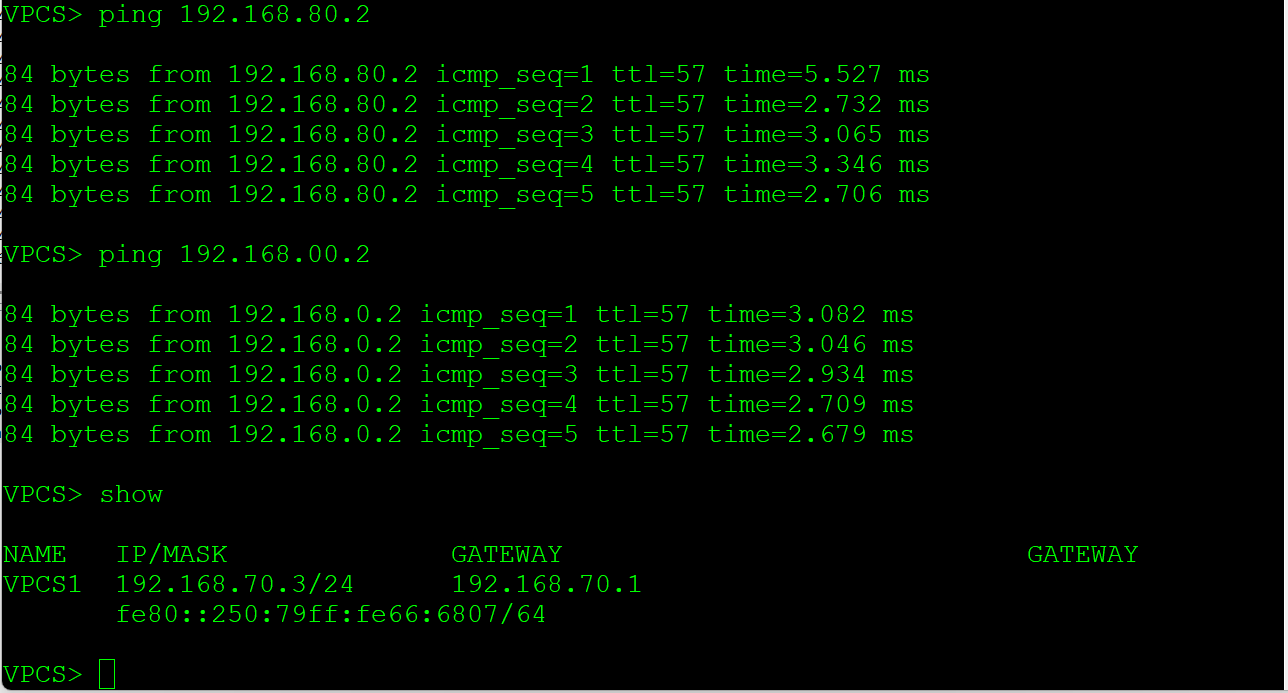 VPCS> ping 192.168.80.2
84 bytes from 192.168.80.2 icmp_seq=1 ttl=57 time=5.527 ms
84 bytes from 192.168.80.2 icmp_seq=2 ttl=57 time=2.732 ms
84 bytes from 192.168.80.2 icmp_seq=3 ttl=57 time=3.065 ms
84 bytes from 192.168.80.2 icmp_seq=4 ttl=57 time=3.346 ms
84 bytes from 192.168.80.2 icmp_seq=5 ttl=57 time=2.706 ms
VPCS> ping 192.168.00.2
84 bytes from 192.168.0.2 icmp_seq=1 ttl=57 time=3.082 ms
84 bytes from 192.168.0.2 icmp_seq=2 ttl=57 time=3.046 ms
84 bytes from 192.168.0.2 icmp_seq=3 ttl=57 time=2.934 ms
84 bytes from 192.168.0.2 icmp_seq=4 ttl=57 time=2.709 ms
84 bytes from 192.168.0.2 icmp_seq=5 ttl=57 time=2.679 ms
VPCS> show
NAME   IP/MASK              GATEWAY                             GATEWAY
VPCS1  192.168.70.3/24      192.168.70.1
       fe80::250:79ff:fe66:6807/64
VPCS>